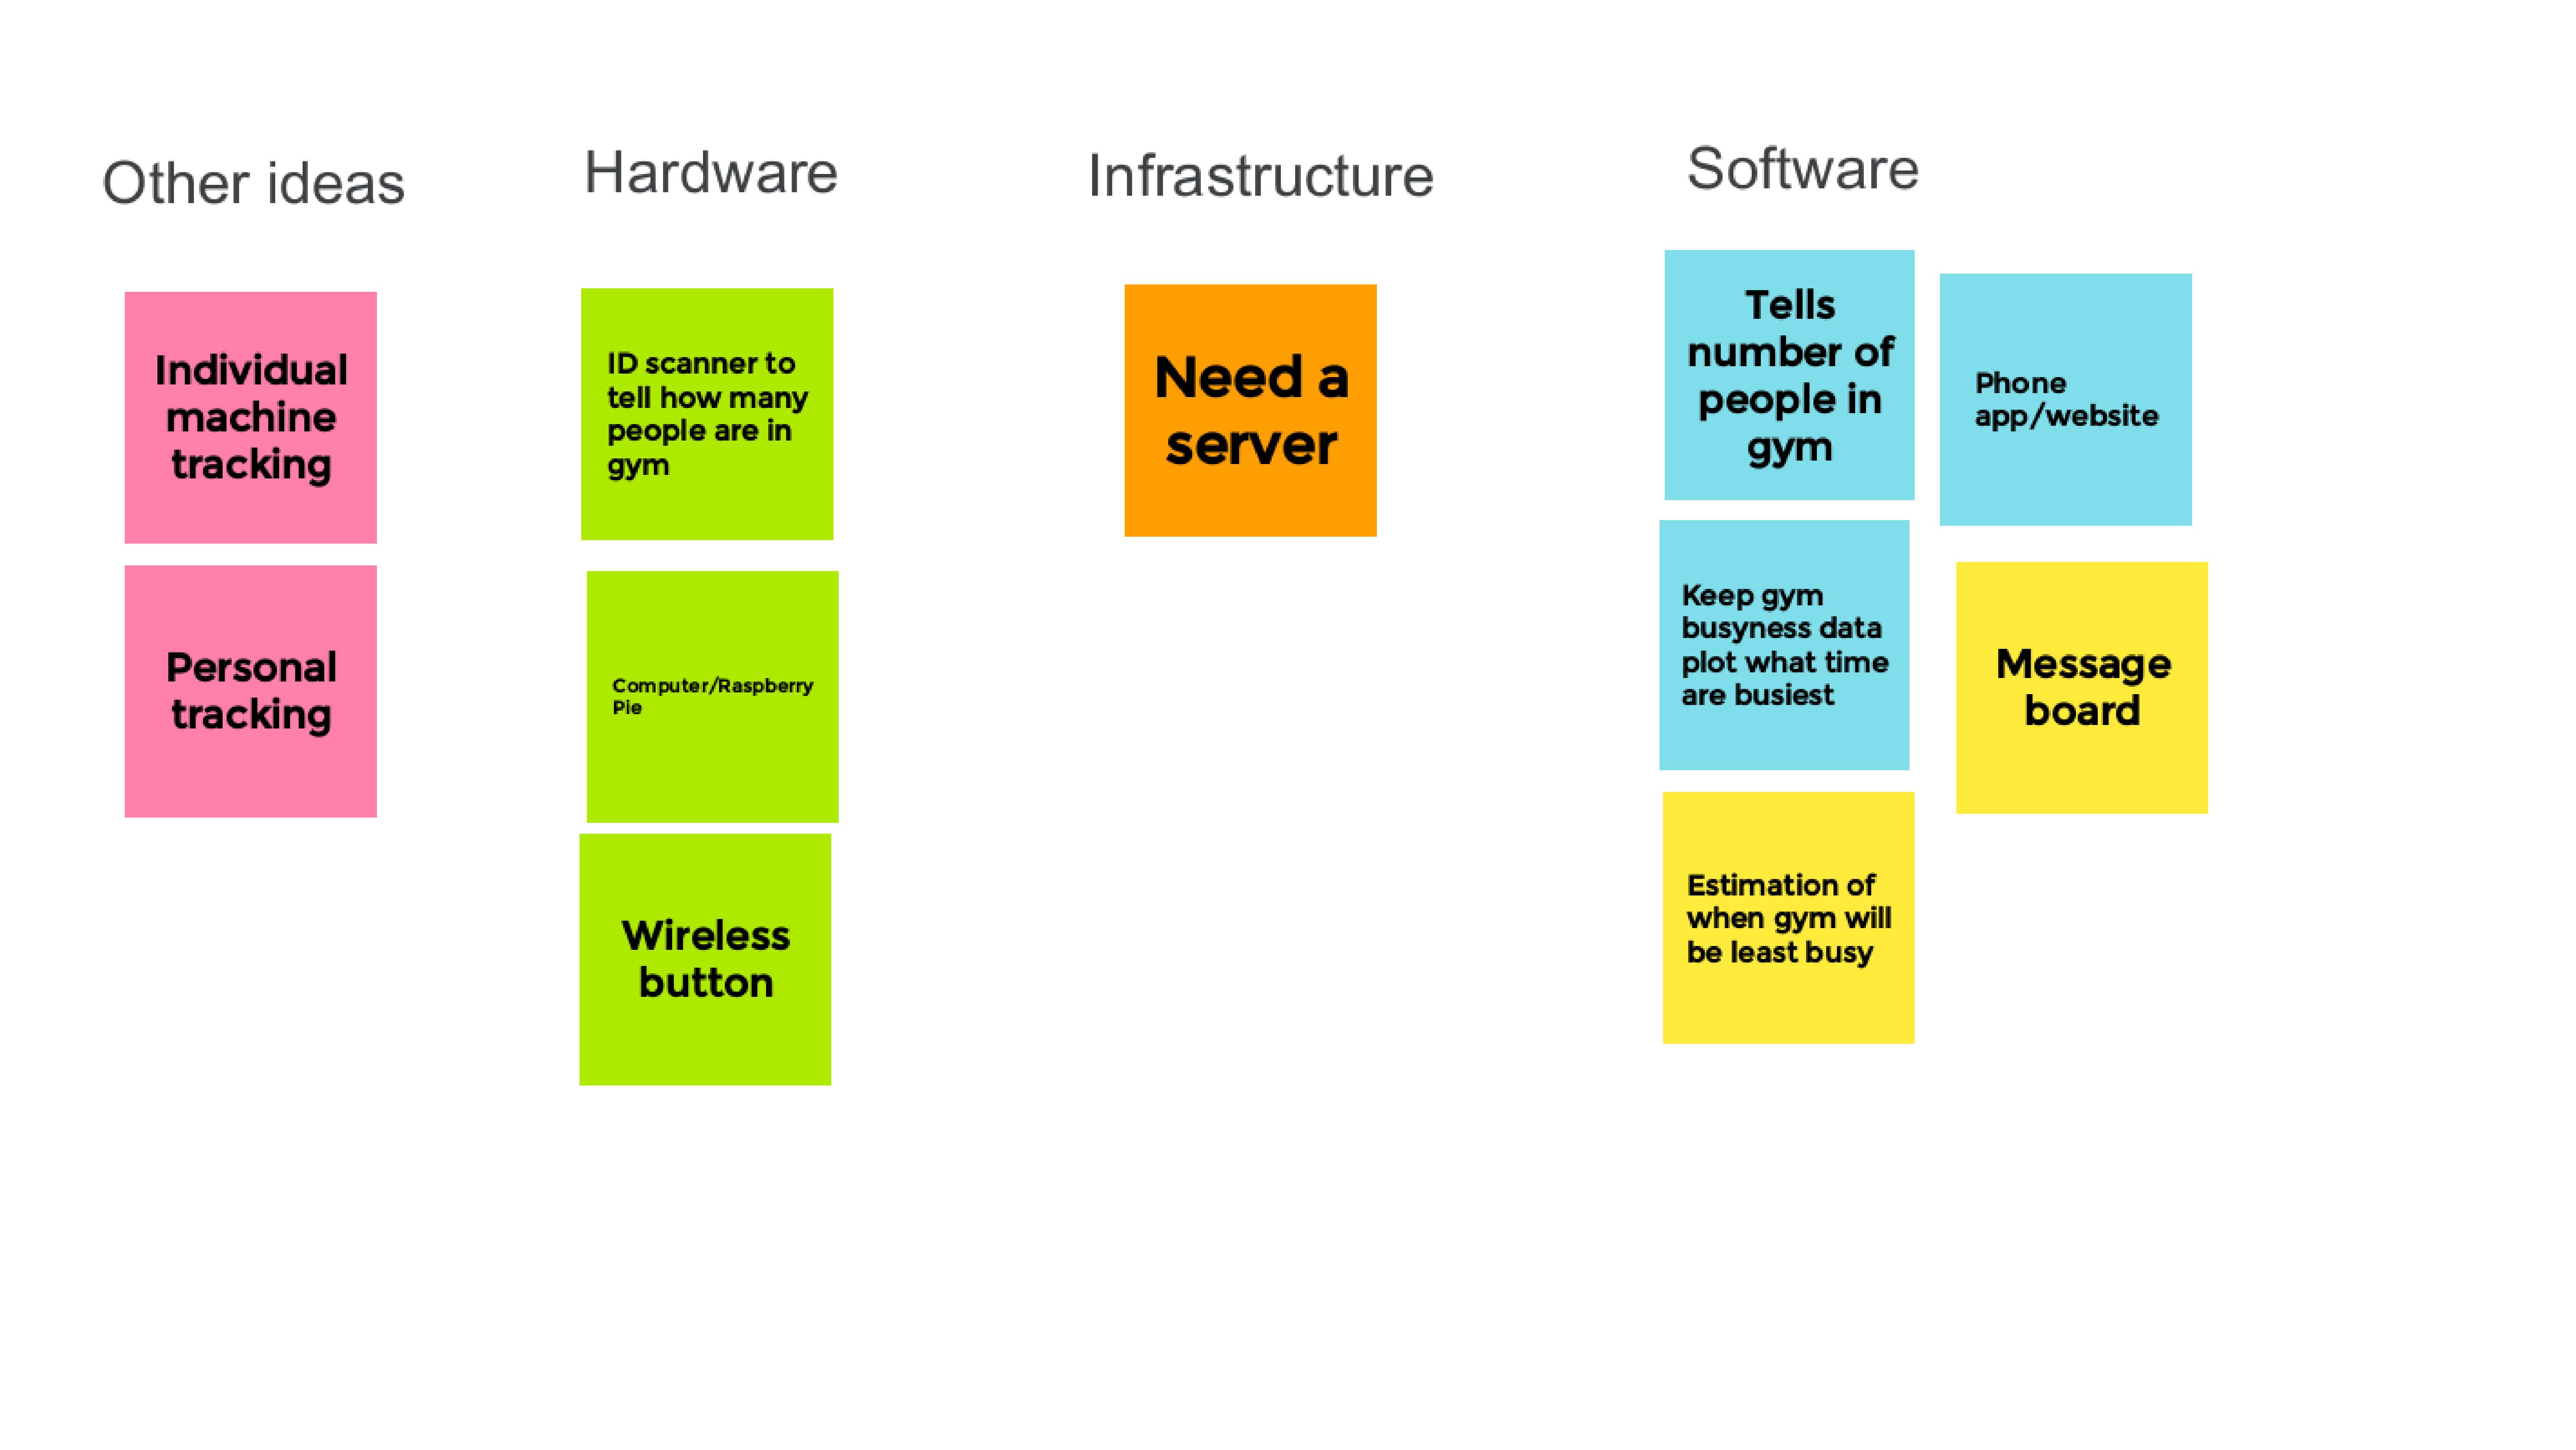 Other ideas
Hardware
Infrastructure
Software
Individual
machine
tracking
Personal
tracking
ID scanner to
tell how many
people are in
gym
Computer/Raspberry
Pie
Wireless
button
Need a
server
Tells
number of
people in
gym
Phone
app/website
Keep gym
busyness data
plot what time
are busiest
Message
board
Estimation of
when gym will
be least busy